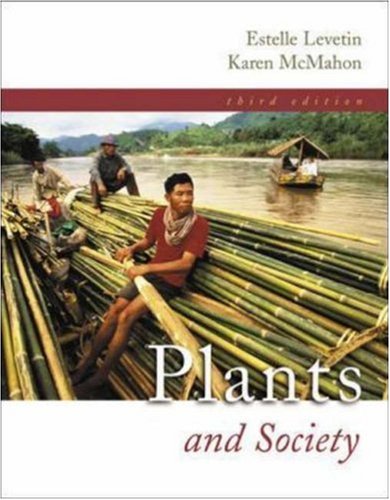 Estelle Levetin
Karen McMahon
third edition
Plants
and Society